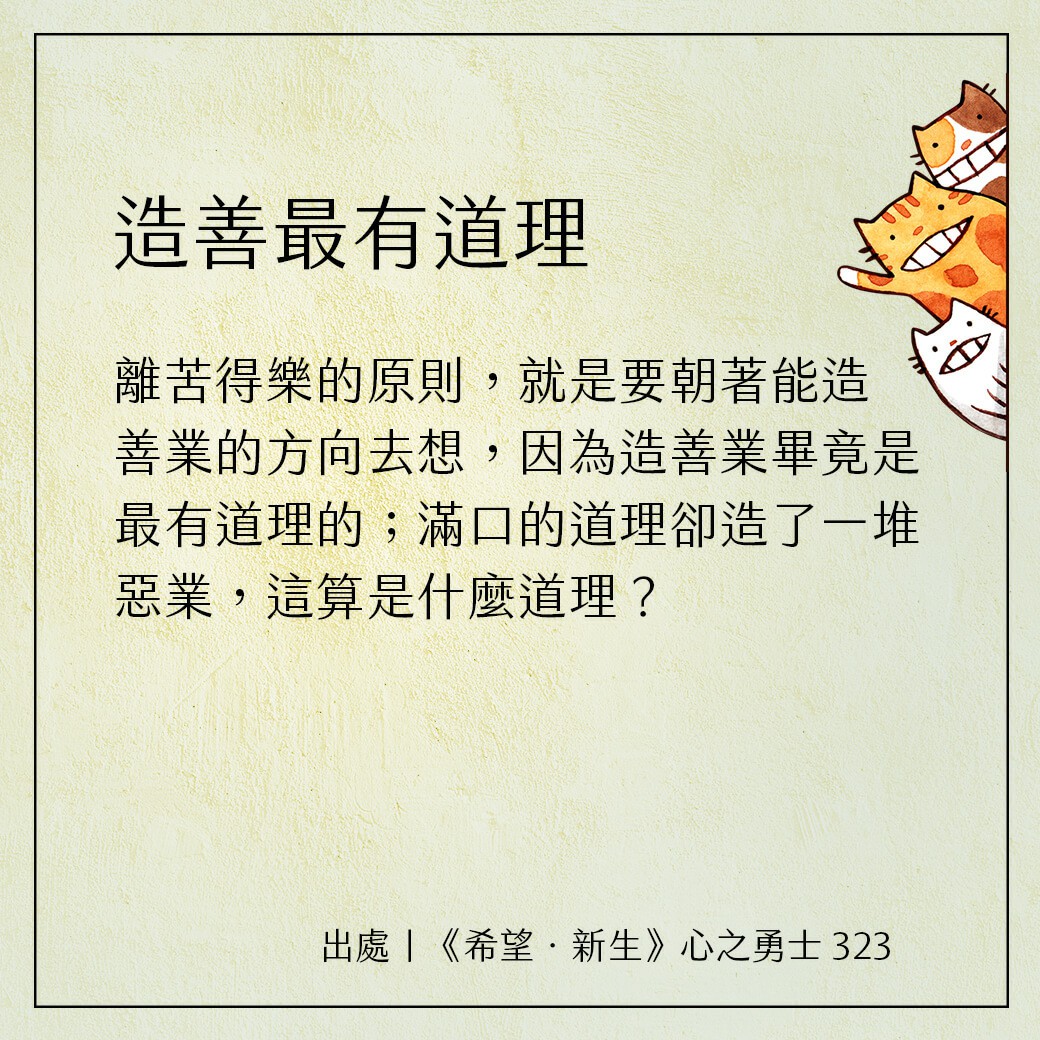 造善最有道理
離苦得樂的原則，就是要朝著能造
善業的方向去想，因為造善業畢竟是
最有道理的；滿口的道理卻造了一堆
惡業，這算是什麼道理？
出處｜《希望．新生》心之勇士 323